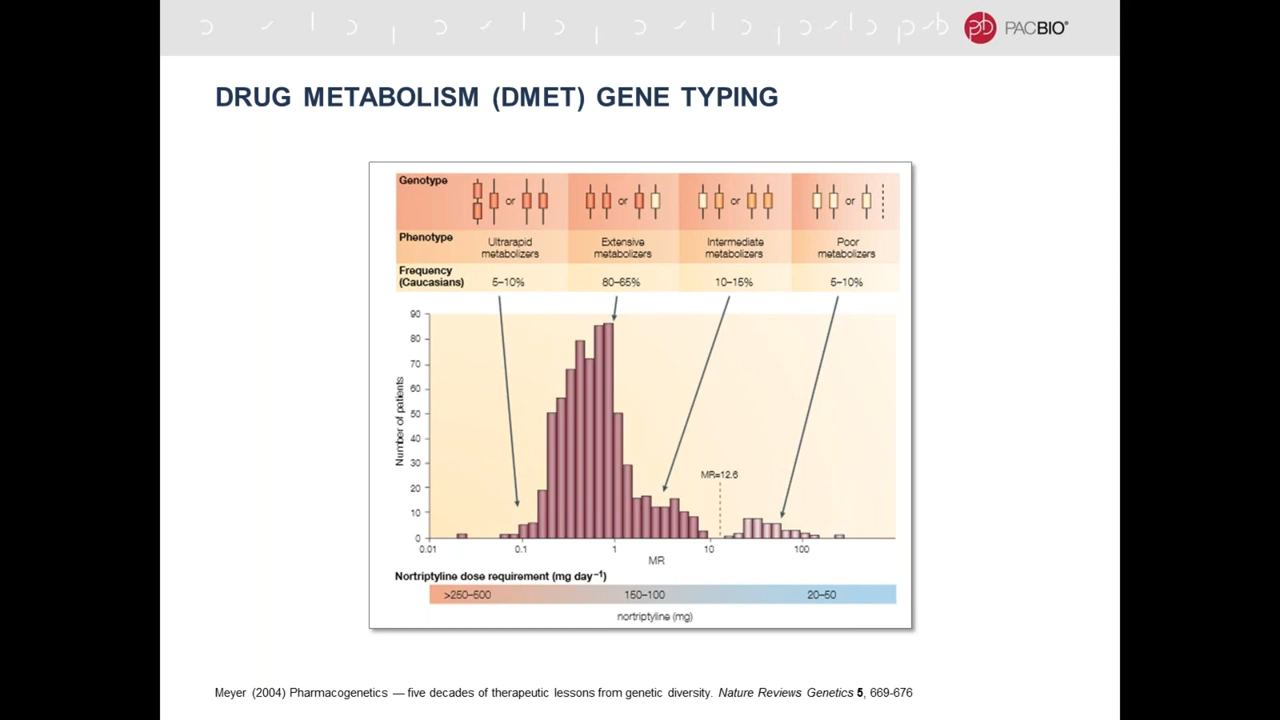 PACBIO®
DRUG METABOLISM (DMET) GENE TYPING
Genotype
or or or or
Phenotype
Ultrarapid metabolizers
Extensive metabolizers
Intermediate metabolizers
Poor metabolizers
Frequency (Caucasians)
5–10% 80–65% 10–15% 5–10%
Number of patients
90
80
70
60
50
40
30
20
10
0
MR=12.6
0.01 0.1 1 10 100
MR
Nortriptyline dose requirement (mg day⁻¹)
>250–500 150–100 20–50
nortriptyline (mg)
Meyer (2004) Pharmacogenetics — five decades of therapeutic lessons from genetic diversity. Nature Reviews Genetics 5, 669-676